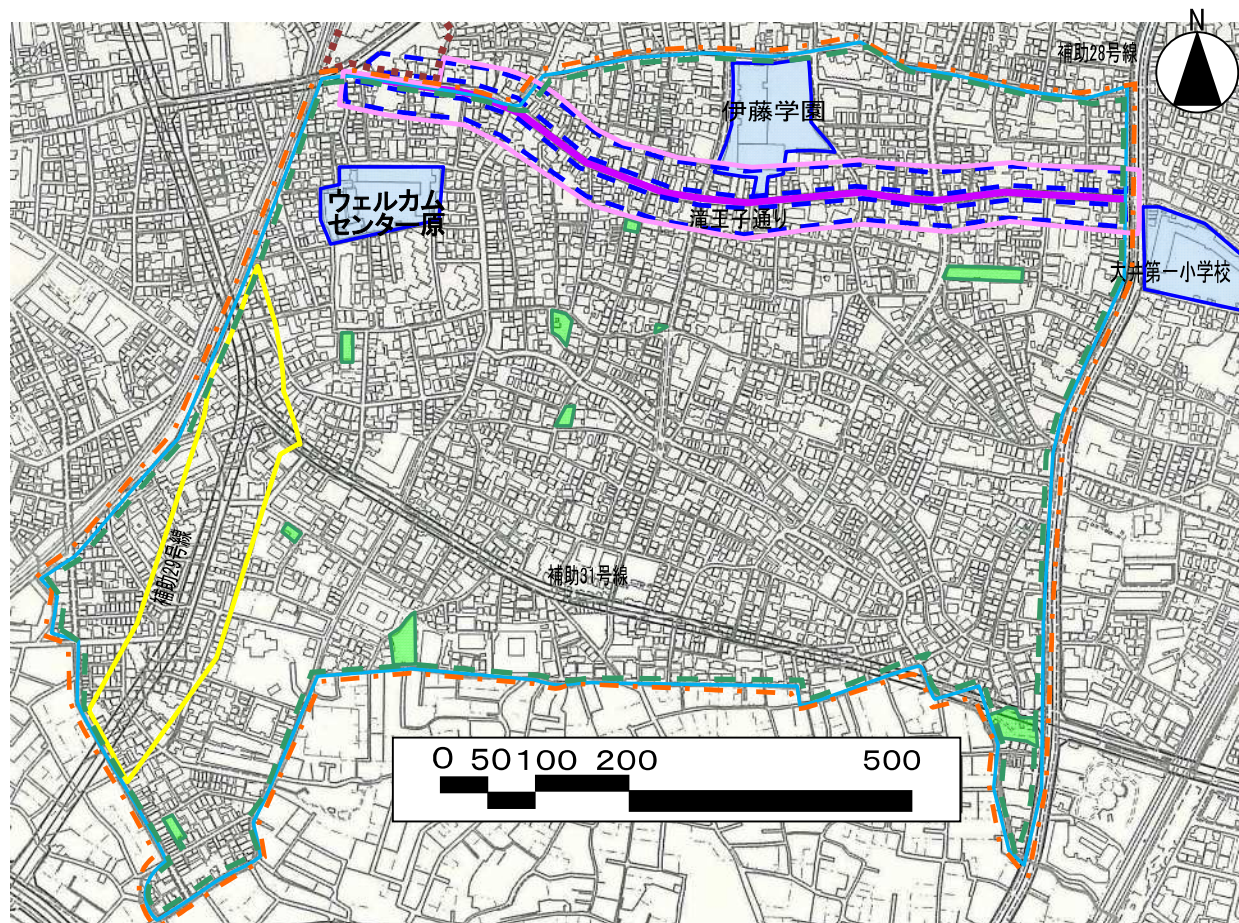 N
補助28号線
伊藤学園
ウェルカム
センター原
滝王子通り
大井第一小学校
補助29号線
補助31号線
0 50 100 200 500